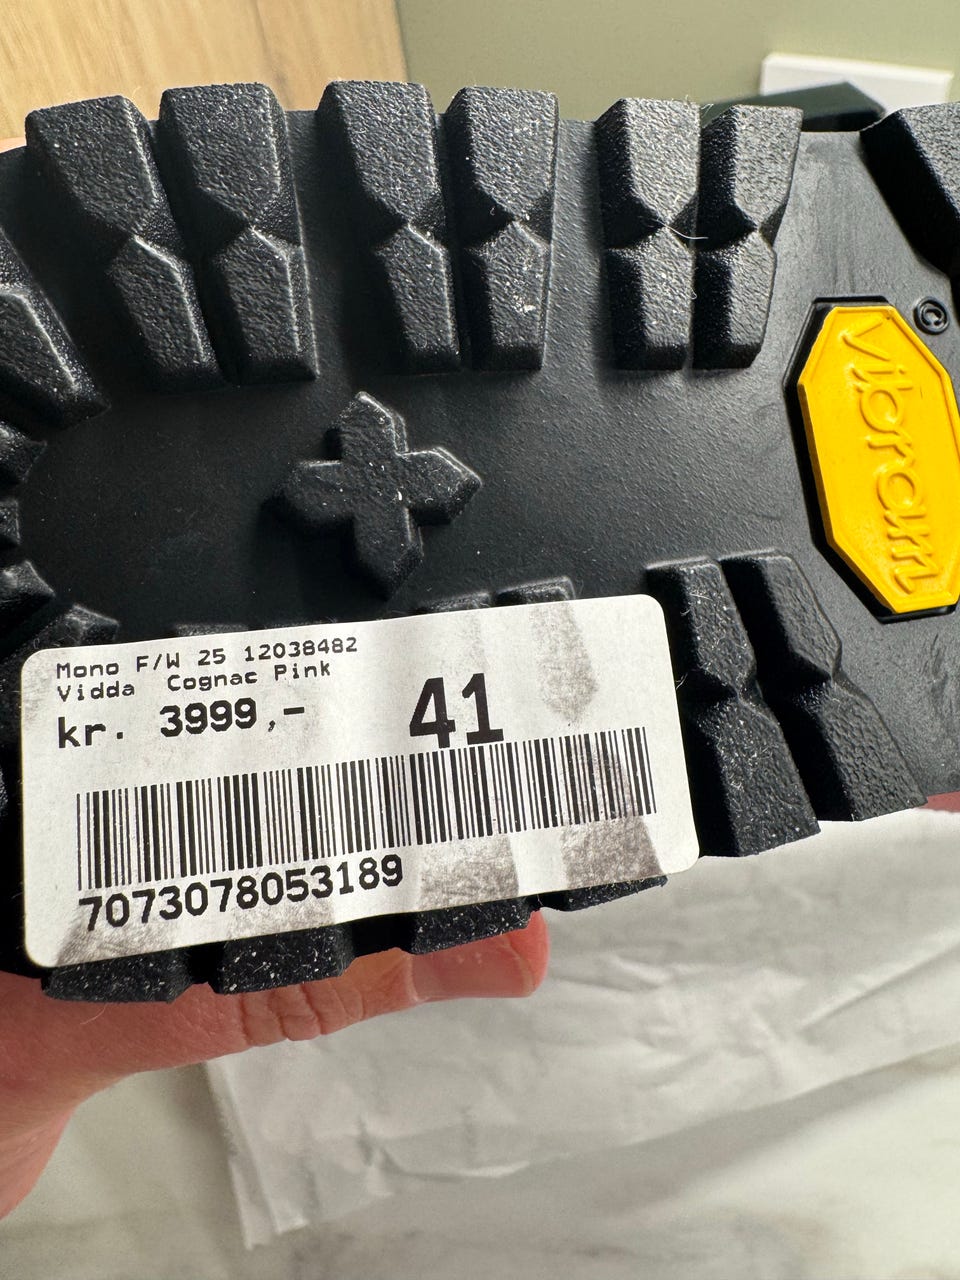 ©
vibram
Mono F/W 25 12038482
Vidda Cognac Pink
kr. 3999,-
41
7073078053189